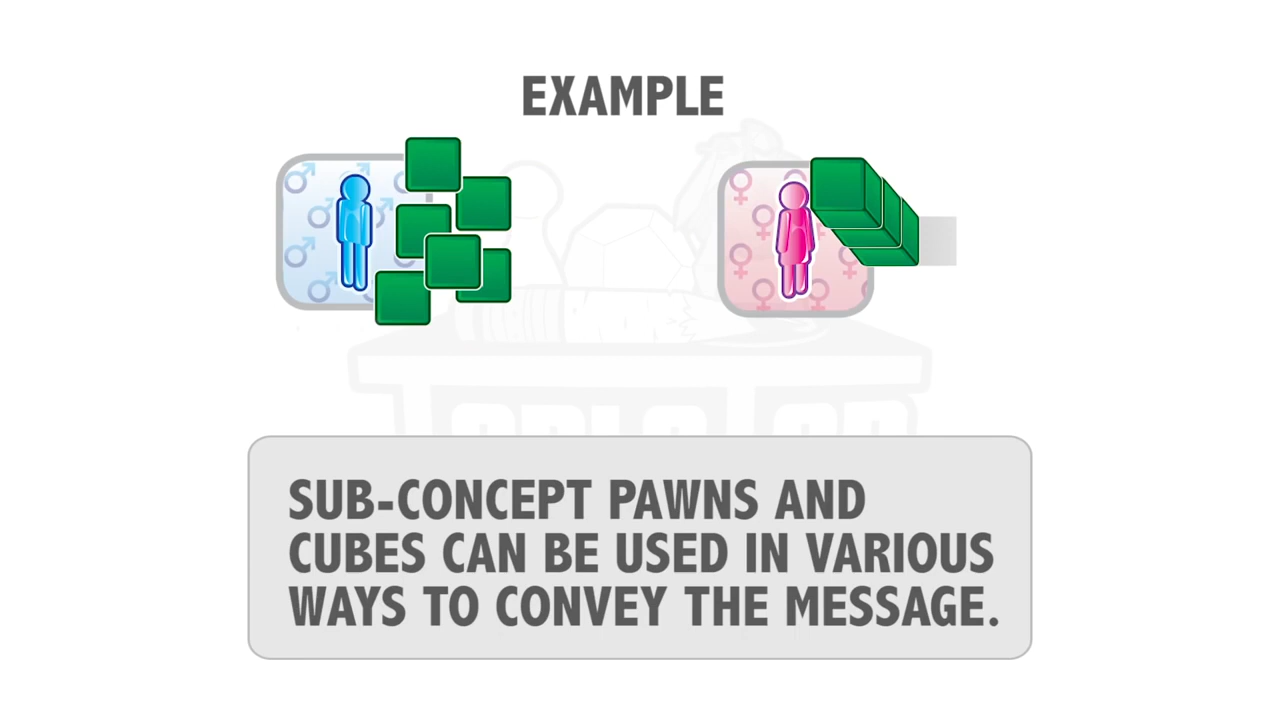 EXAMPLE
SUB-CONCEPT PAWNS AND
CUBES CAN BE USED IN VARIOUS
WAYS TO CONVEY THE MESSAGE.